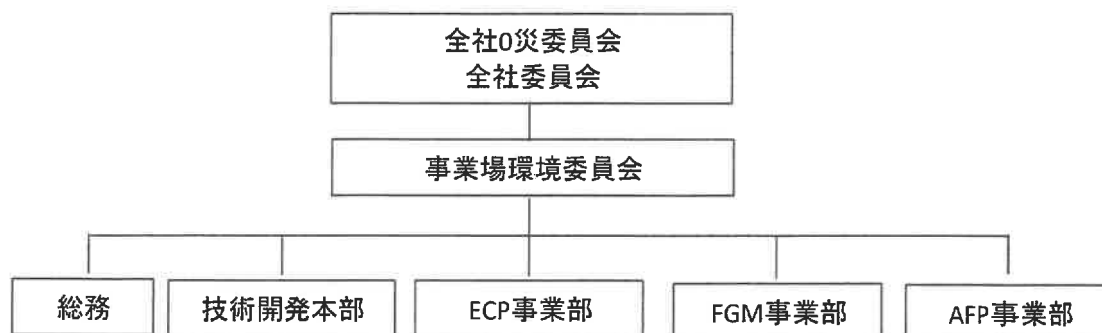 全社0災委員会
全社委員会
事業場環境委員会
総務
技術開発本部
ECP事業部
FGM事業部
AFP事業部